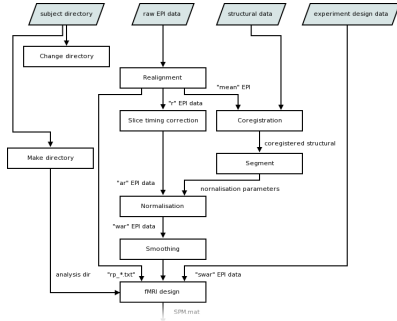 subject directory
raw EPI data
structural data
experiment design data
Change directory
Realignment
"mean" EPI
"r" EPI data
Slice timing correction
Coregistration
coregistered structural
Make directory
Segment
"ar" EPI data
nornalisation parameters
Normalisation
"war" EPI data
Smoothing
analysis dir
"rp_*.txt"
"swar" EPI data
fMRI design
SPM.mat